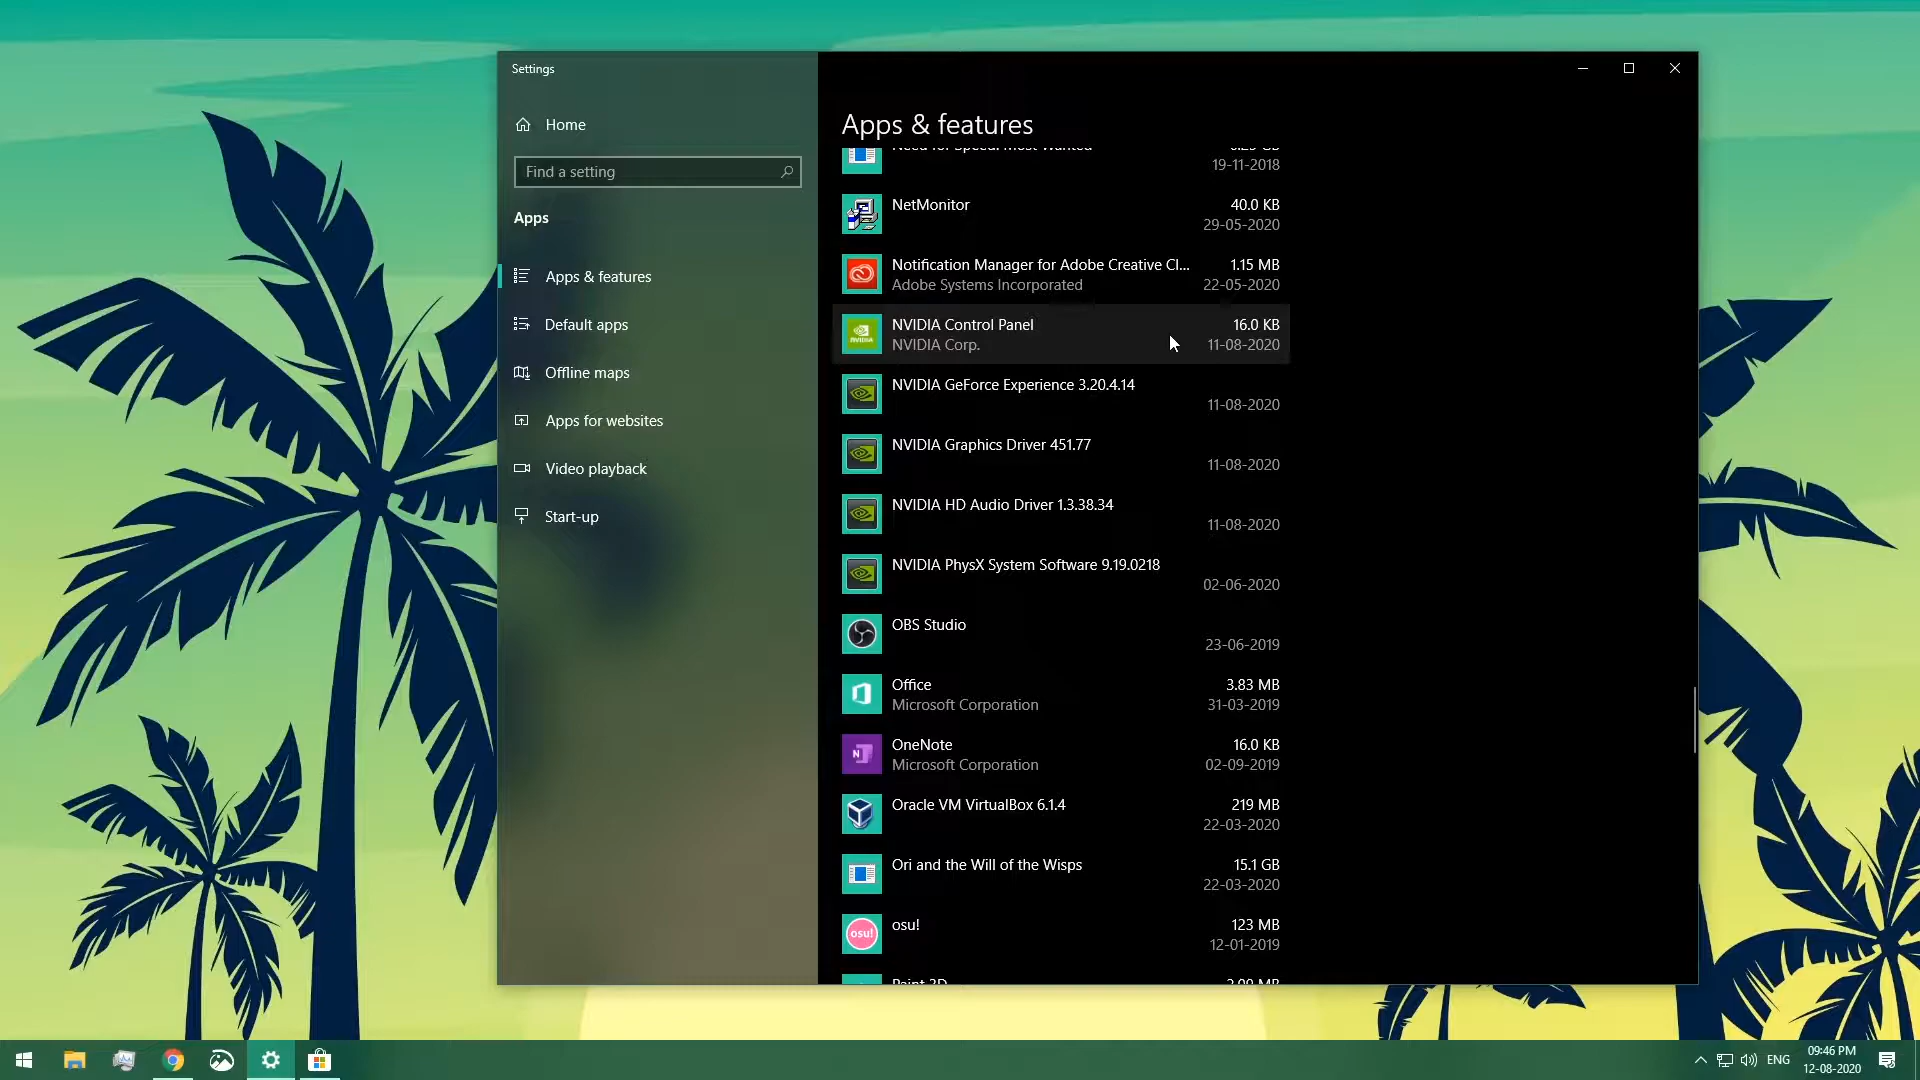 Settings
Home
Find a setting
Apps
Apps & features
Default apps
Offline maps
Apps for websites
Video playback
Start-up
Apps & features
Need for Speed: Most Wanted
19-11-2018
NetMonitor 40.0 KB
29-05-2020
Notification Manager for Adobe Creative Cl... 1.15 MB
Adobe Systems Incorporated 22-05-2020
NVIDIA Control Panel 16.0 KB
NVIDIA Corp. 11-08-2020
NVIDIA GeForce Experience 3.20.4.14
11-08-2020
NVIDIA Graphics Driver 451.77
11-08-2020
NVIDIA HD Audio Driver 1.3.38.34
11-08-2020
NVIDIA PhysX System Software 9.19.0218
02-06-2020
OBS Studio
23-06-2019
Office 3.83 MB
Microsoft Corporation 31-03-2019
OneNote 16.0 KB
Microsoft Corporation 02-09-2019
Oracle VM VirtualBox 6.1.4 219 MB
22-03-2020
Ori and the Will of the Wisps 15.1 GB
22-03-2020
osu! 123 MB
osu!
12-01-2019
Paint 3D
ENG
09:46 PM
12-08-2020